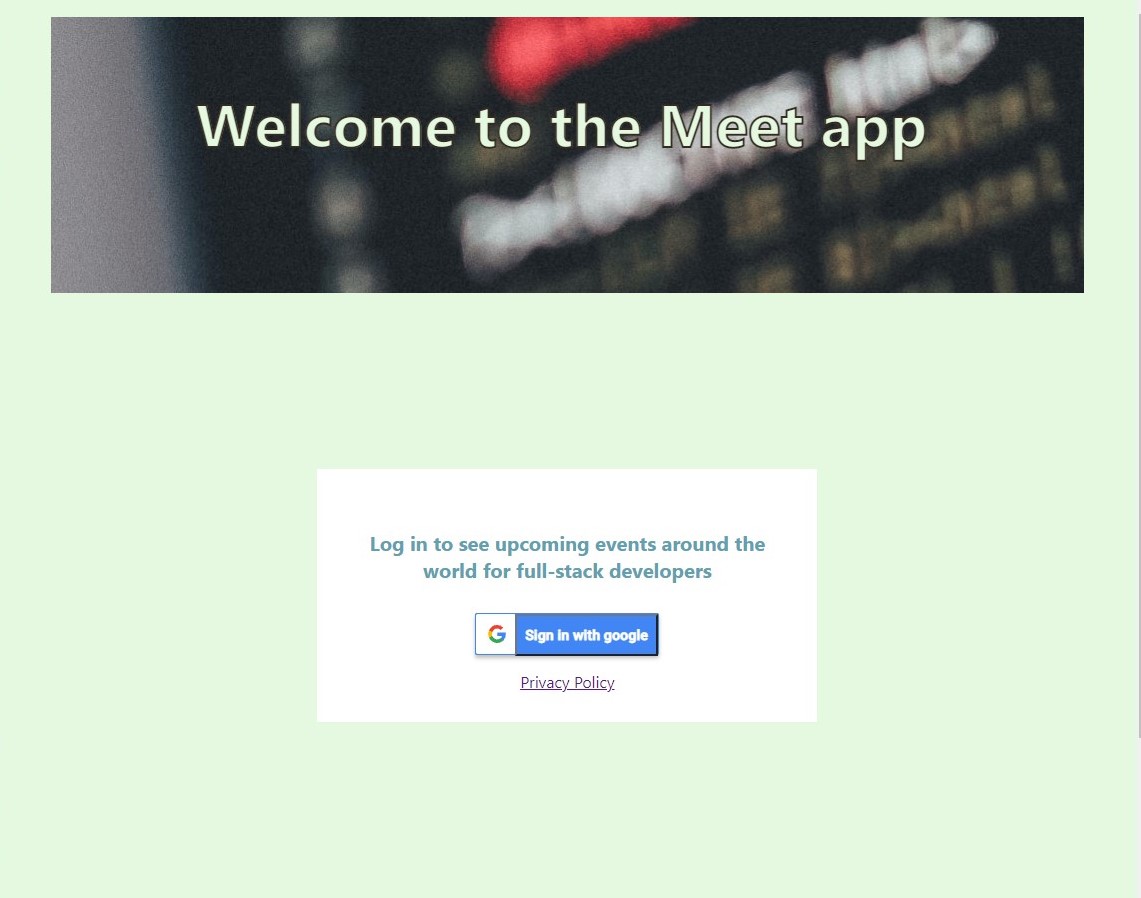 Welcome to the Meet app
Log in to see upcoming events around the
world for full-stack developers
Sign in with google
Privacy Policy